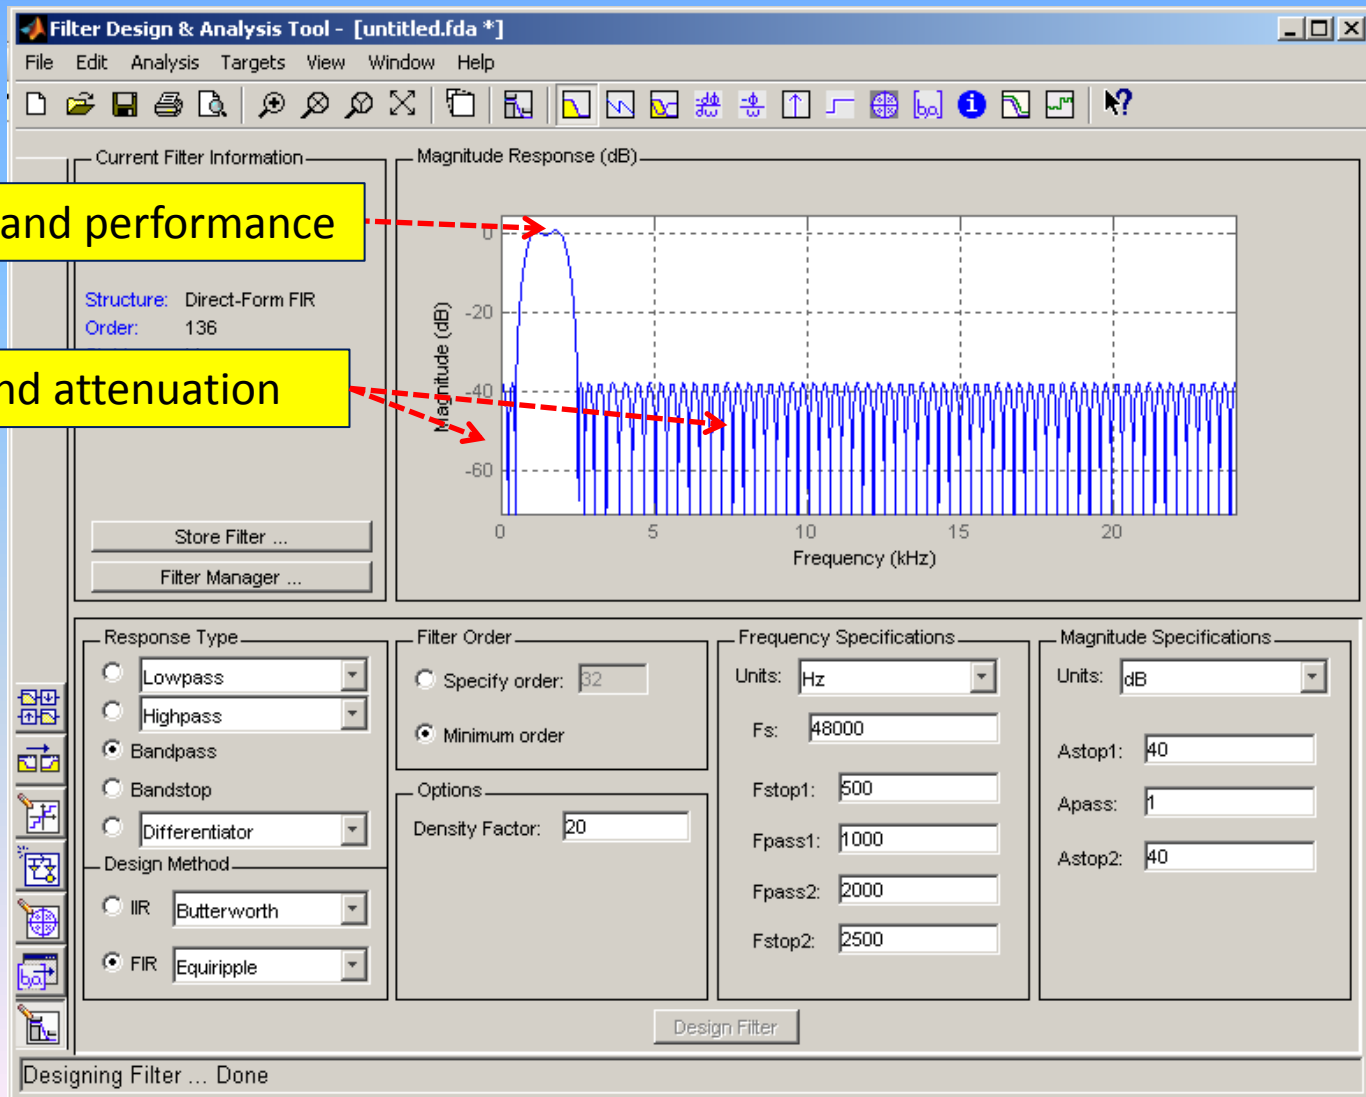 Filter Design & Analysis Tool - [untitled.fda *]
File Edit Analysis Targets View Window Help
Current Filter Information
and performance
Structure: Direct-Form FIR
Order: 136
nd attenuation
Store Filter ...
Filter Manager ...
Magnitude Response (dB)
Magnitude (dB)
0
-20
-40
-60
0 5 10 15 20
Frequency (kHz)
Response Type
Lowpass
Highpass
Bandpass
Bandstop
Differentiator
Design Method
IIR Butterworth
FIR Equiripple
Filter Order
Specify order: 32
Minimum order
Options
Density Factor: 20
Frequency Specifications
Units: Hz
Fs: 48000
Fstop1: 500
Fpass1: 1000
Fpass2: 2000
Fstop2: 2500
Magnitude Specifications
Units: dB
Astop1: 40
Apass: 1
Astop2: 40
Design Filter
Designing Filter ... Done